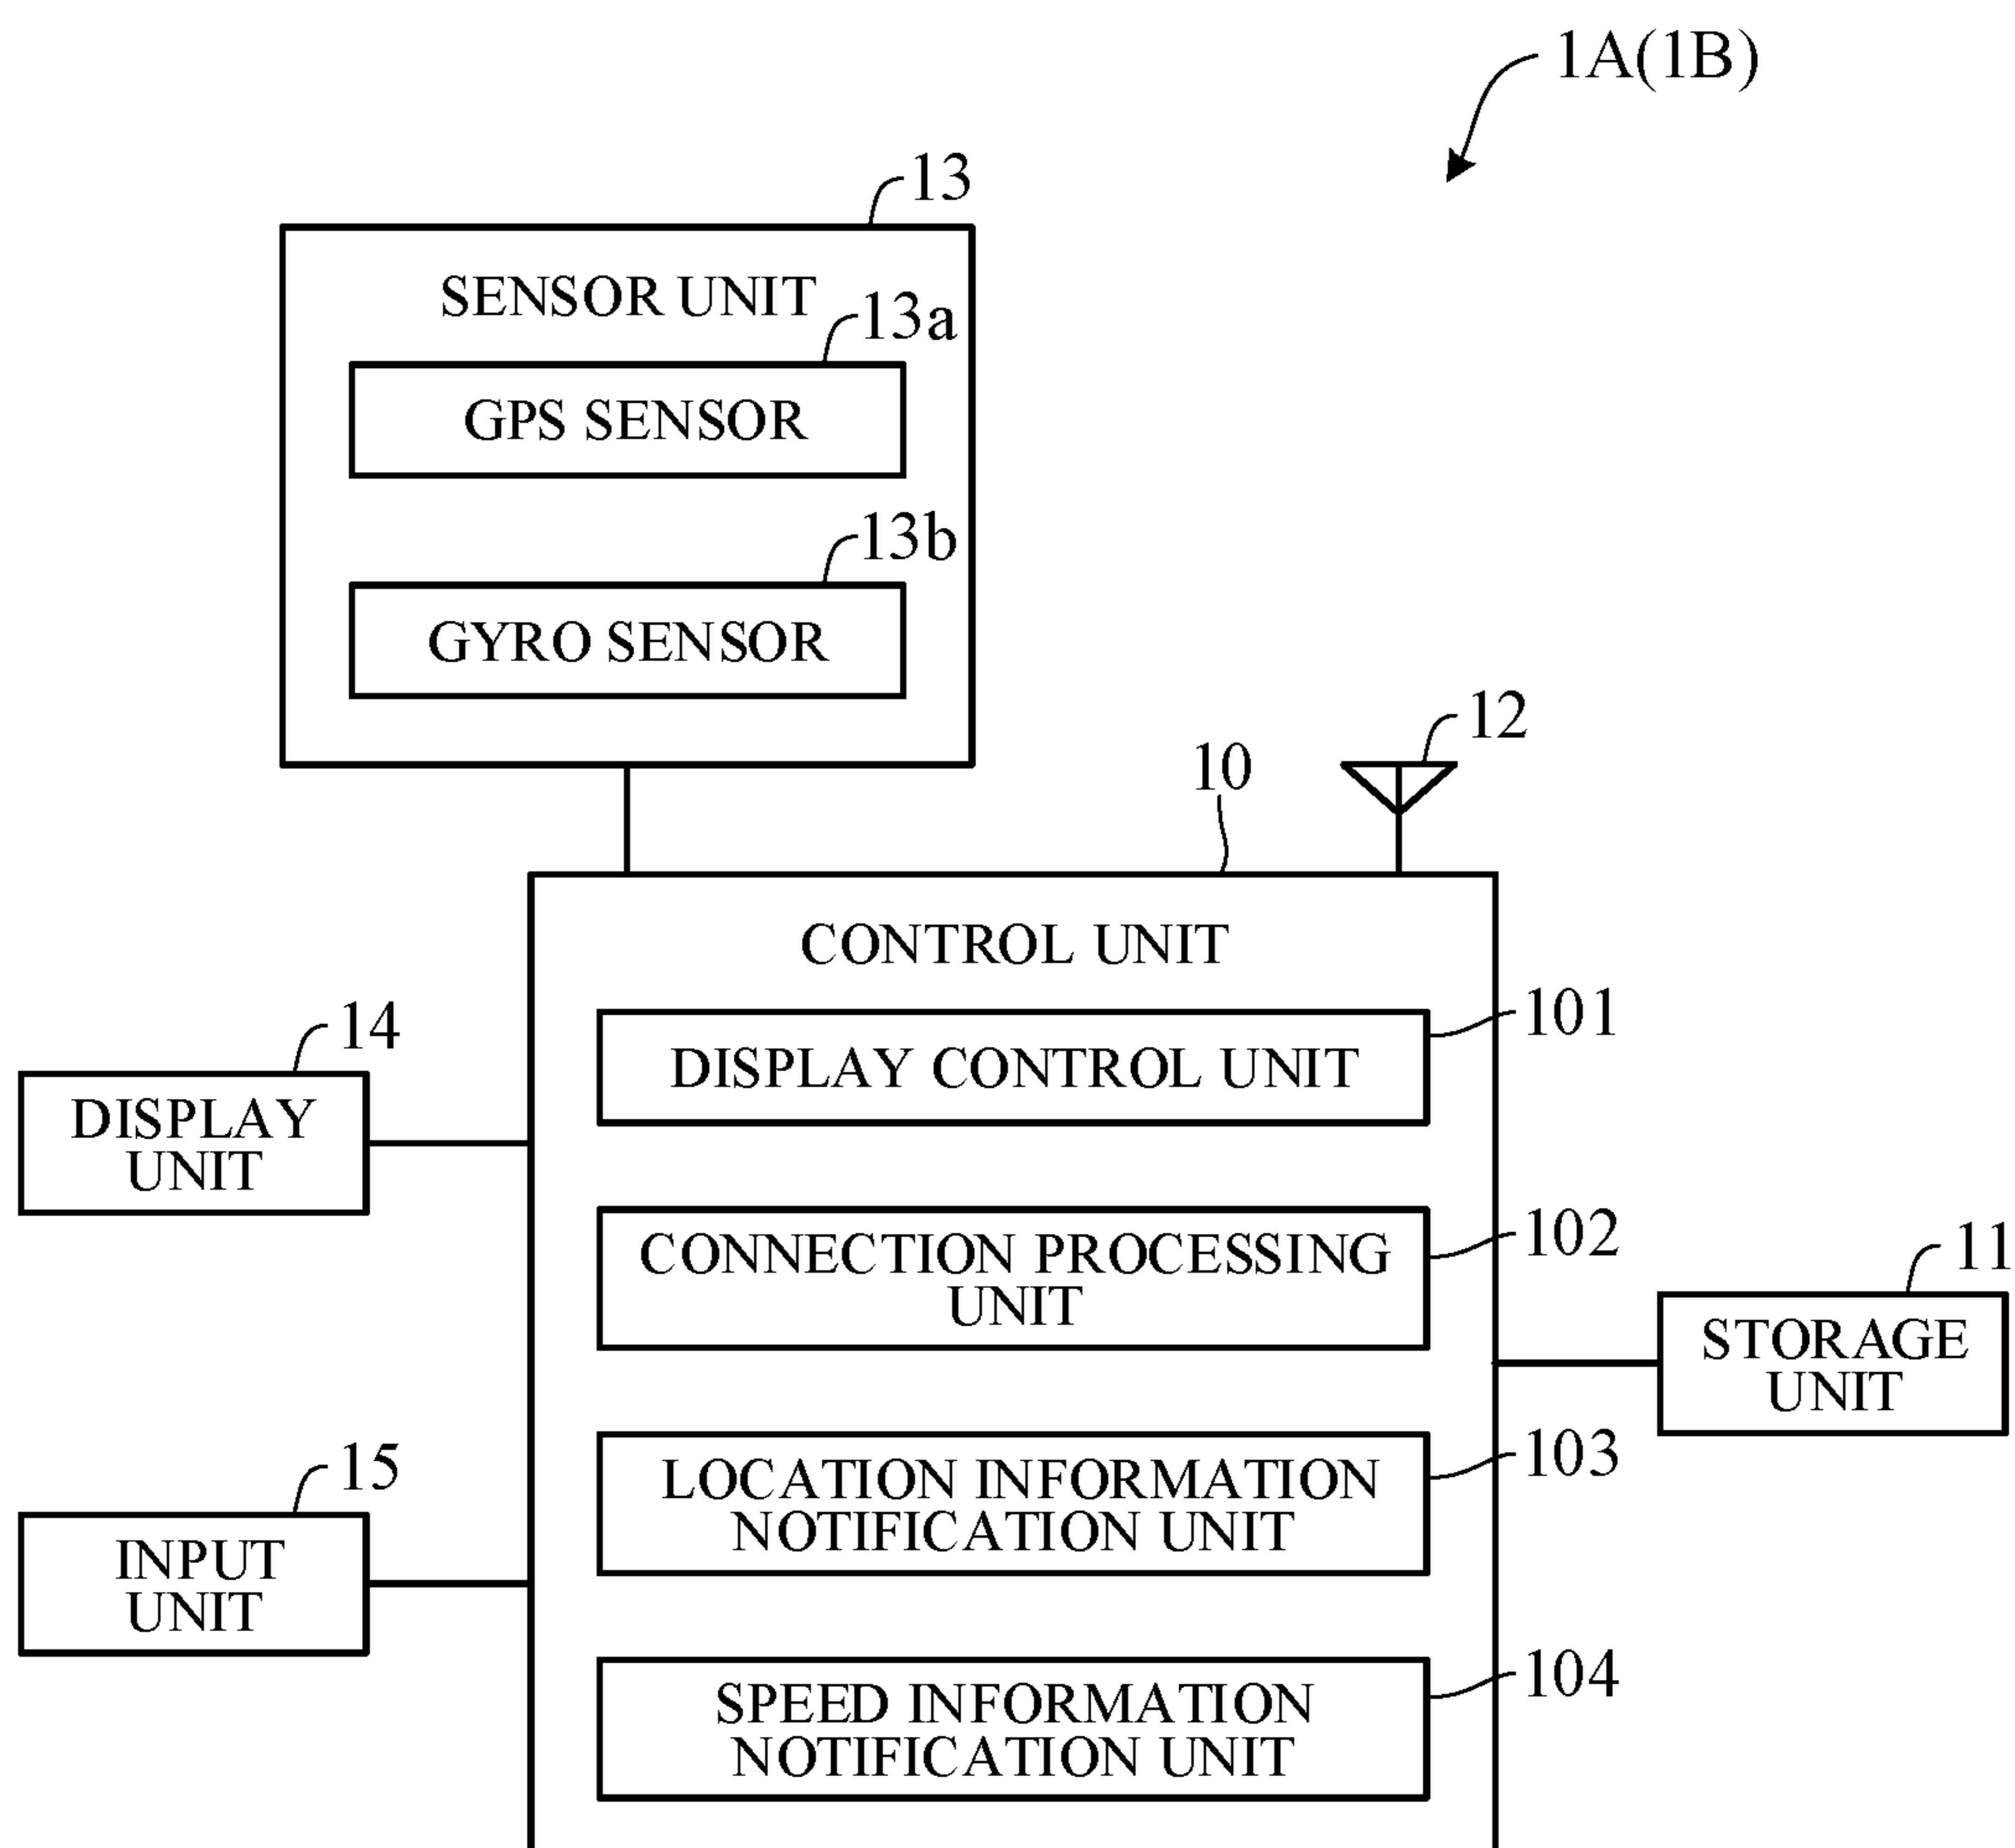 1A(1B)
13
SENSOR UNIT
13a
GPS SENSOR
13b
GYRO SENSOR
12
10
CONTROL UNIT
101
DISPLAY CONTROL UNIT
14
DISPLAY
UNIT
102
CONNECTION PROCESSING
UNIT
11
STORAGE
UNIT
103
LOCATION INFORMATION
NOTIFICATION UNIT
15
INPUT
UNIT
104
SPEED INFORMATION
NOTIFICATION UNIT